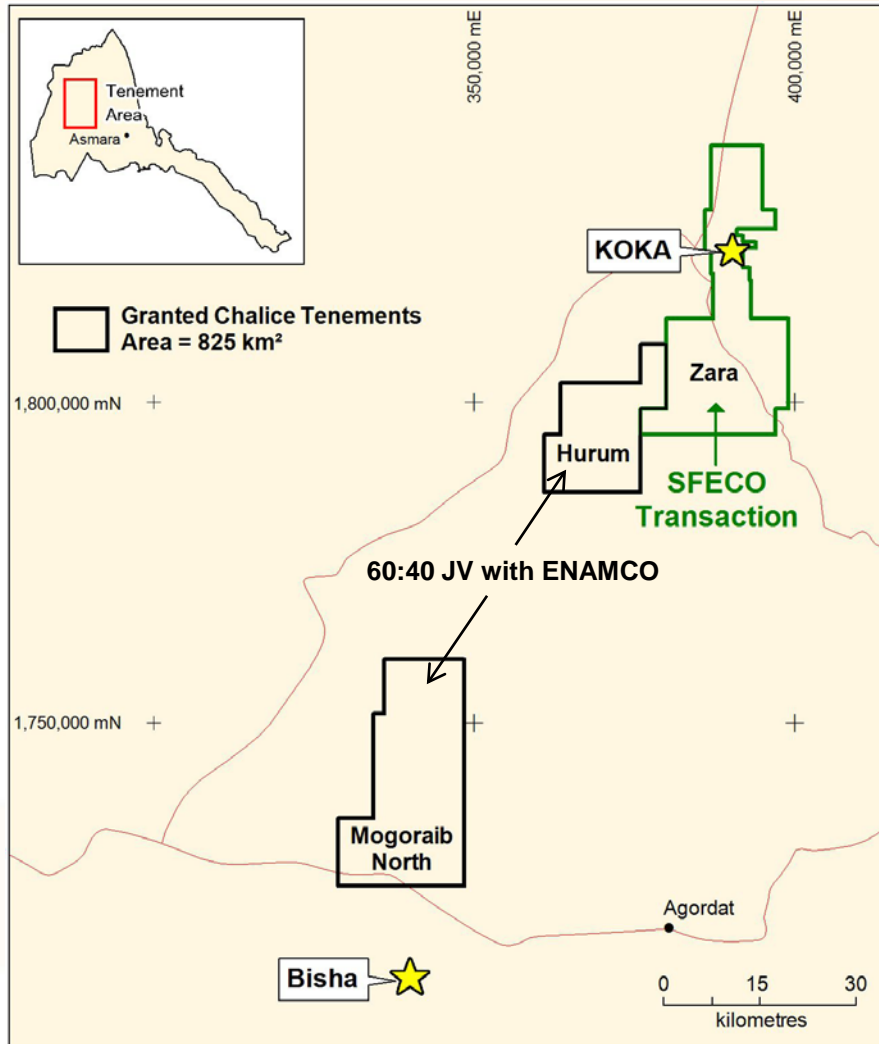 350,000 mE
400,000 mE
Tenement
Area
Asmara
KOKA
Granted Chalice Tenements
Area = 825 km²
Zara
1,800,000 mN
Hurum
SFECO
Transaction
60:40 JV with ENAMCO
1,750,000 mN
Mogoraib
North
Agordat
Bisha
0 15 30
kilometres